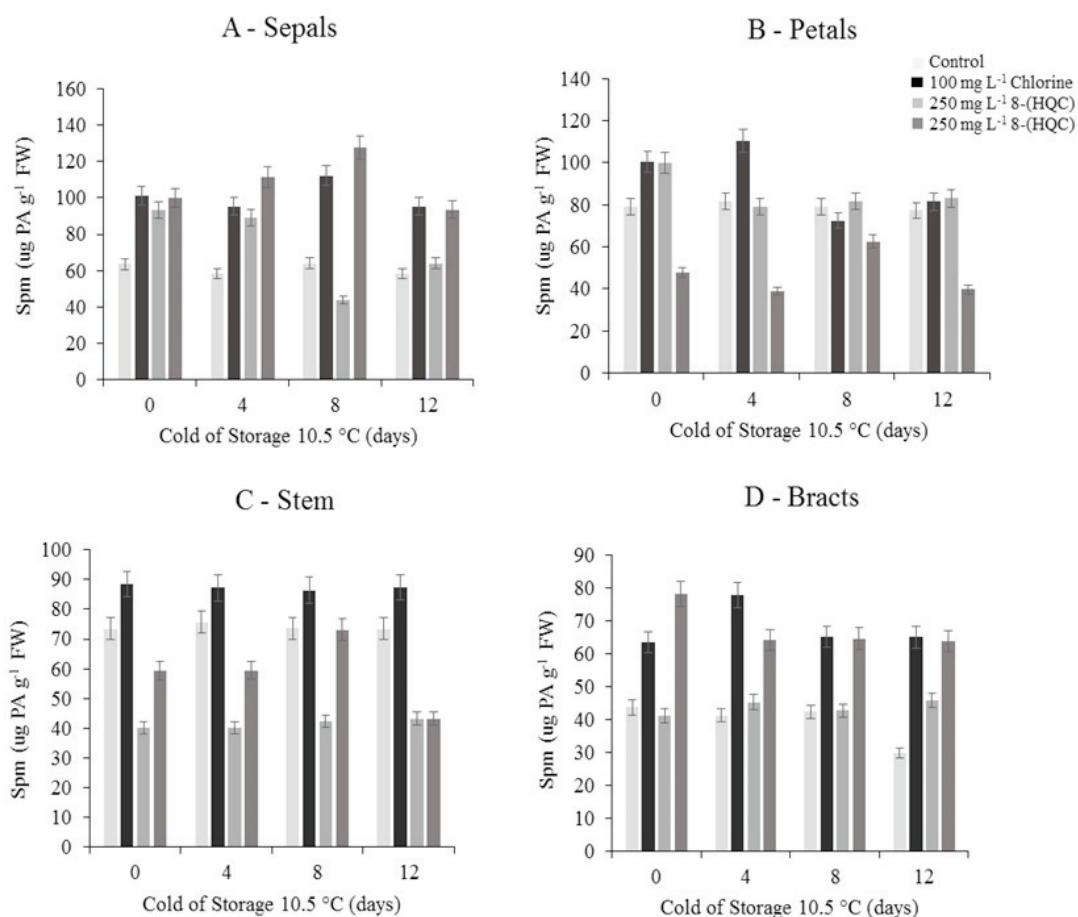 A - Sepals
Spm (ug PA g⁻¹ FW)
160
140
120
100
80
60
40
20
0
0 4 8 12
Cold of Storage 10.5 °C (days)
B - Petals
Control
100 mg L⁻¹ Chlorine
250 mg L⁻¹ 8-(HQC)
250 mg L⁻¹ 8-(HQC)
Spm (ug PA g⁻¹ FW)
140
120
100
80
60
40
20
0
0 4 8 12
Cold of Storage 10.5 °C (days)
C - Stem
Spm (ug PA g⁻¹ FW)
100
90
80
70
60
50
40
30
20
10
0
0 4 8 12
Cold of Storage 10.5 °C (days)
D - Bracts
Spm (ug PA g⁻¹ FW)
90
80
70
60
50
40
30
20
10
0
0 4 8 12
Cold of Storage 10.5 °C (days)